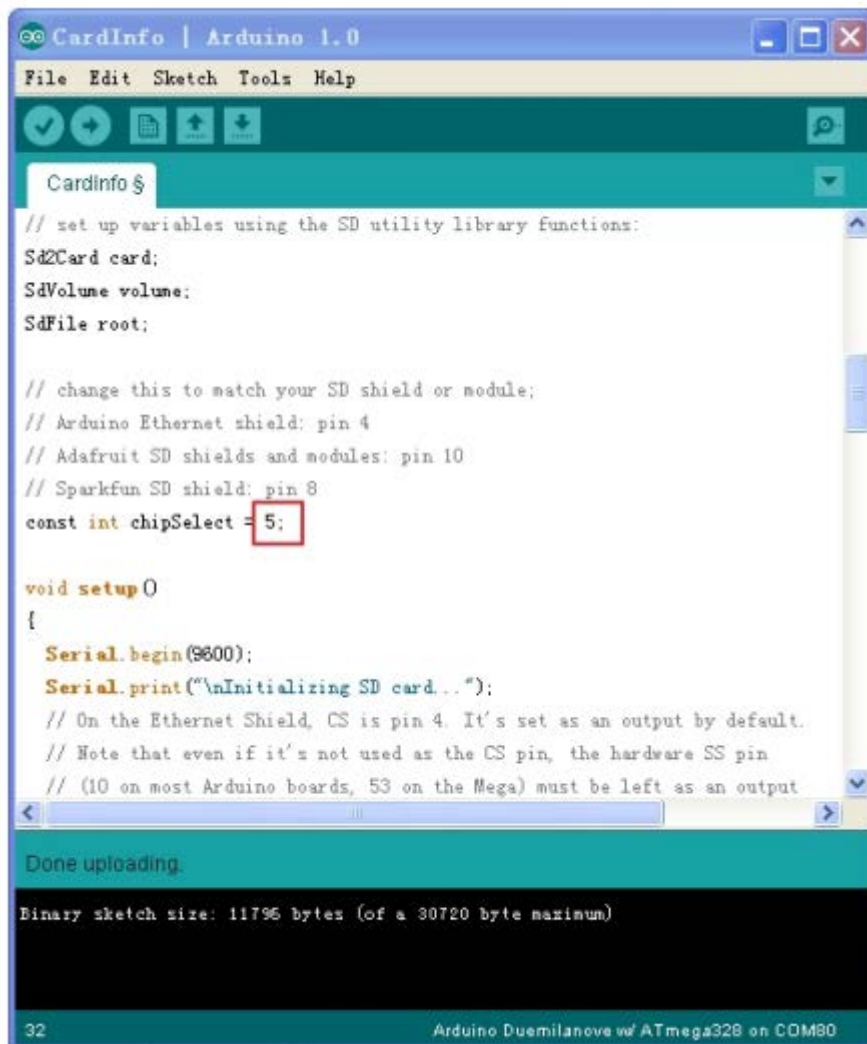 CardInfo | Arduino 1.0
File Edit Sketch Tools Help
CardInfo §
// set up variables using the SD utility library functions:
Sd2Card card;
SdVolume volume;
SdFile root;
// change this to match your SD shield or module;
// Arduino Ethernet shield: pin 4
// Adafruit SD shields and modules: pin 10
// Sparkfun SD shield: pin 8
const int chipSelect = 5;
void setup()
{
Serial.begin(9600);
Serial.print("\nInitializing SD card...");
// On the Ethernet Shield, CS is pin 4. It's set as an output by default.
// Note that even if it's not used as the CS pin, the hardware SS pin
// (10 on most Arduino boards, 53 on the Mega) must be left as an output
Done uploading.
Binary sketch size: 11796 bytes (of a 30720 byte maximum)
32
Arduino Duemilanove w/ ATmega328 on COM80